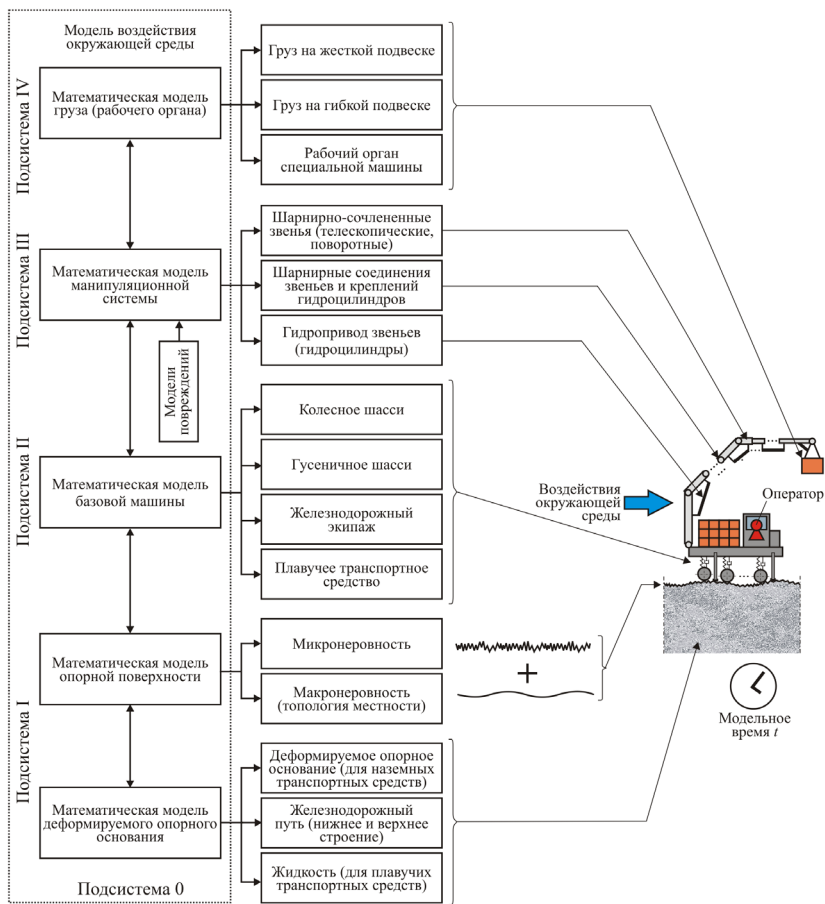 Модель воздействия
окружающей среды
Подсистема IV
Математическая модель
груза (рабочего органа)
Груз на жесткой подвеске
Груз на гибкой подвеске
Рабочий орган
специальной машины
Подсистема III
Математическая модель
манипуляционной
системы
Шарнирно-сочлененные
звенья (телескопические,
поворотные)
Шарнирные соединения
звеньев и креплений
гидроцилиндров
Гидропривод звеньев
(гидроцилиндры)
Модели
повреждений
Подсистема II
Математическая модель
базовой машины
Колесное шасси
Гусеничное шасси
Железнодорожный
экипаж
Плавучее транспортное
средство
Воздействия
окружающей
среды
Оператор
Подсистема I
Математическая модель
опорной поверхности
Микронеровность
Макронеровность
(топология местности)
+
Модельное
время t
Математическая модель
деформируемого опорного
основания
Деформируемое опорное
основание (для наземных
транспортных средств)
Железнодорожный
путь (нижнее и верхнее
строение)
Жидкость (для плавучих
транспортных средств)
Подсистема 0